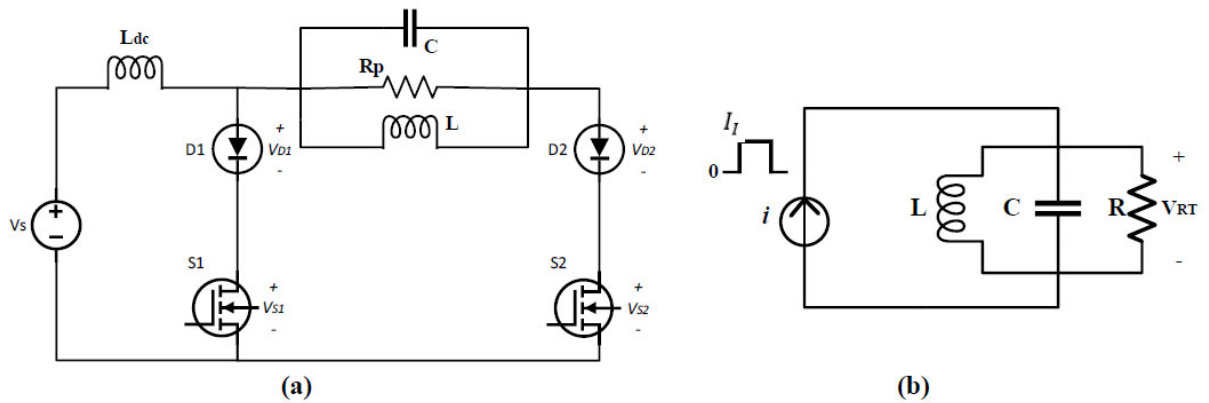 Ldc
C
Rp
L
D1
+
VD1
-
D2
+
VD2
-
Vs
+
-
S1
+
VS1
-
S2
+
VS2
-
(a)
II
0
i
L
C
R
+
VRT
-
(b)